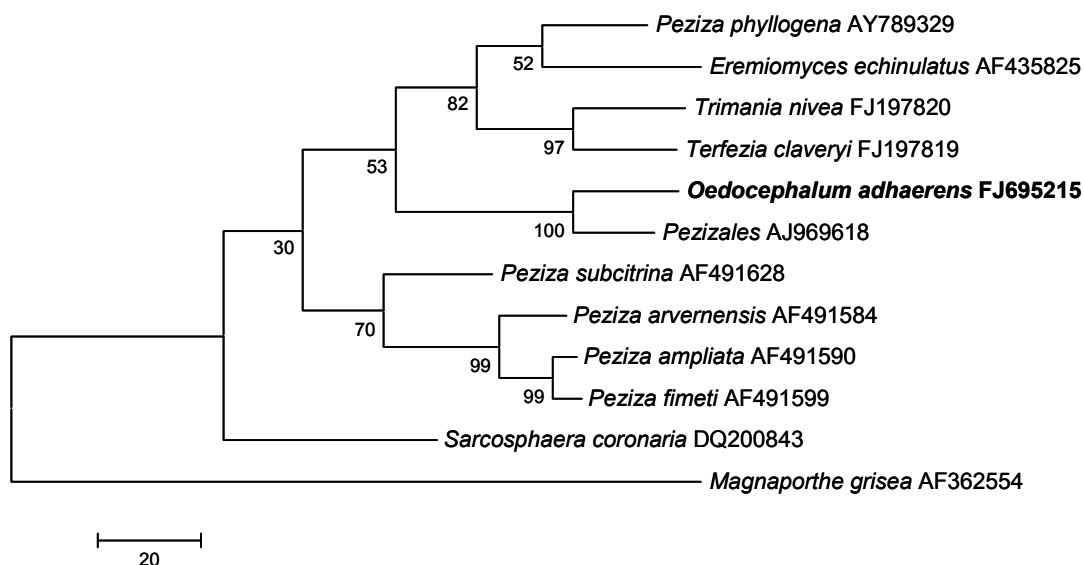 Peziza phyllogena AY789329
52
Eremiomyces echinulatus AF435825
82
Trimania nivea FJ197820
97
Terfezia claveryi FJ197819
53
Oedocephalum adhaerens FJ695215
100
Pezizales AJ969618
30
Peziza subcitrina AF491628
70
Peziza arvernensis AF491584
99
Peziza ampliata AF491590
99
Peziza fimeti AF491599
Sarcosphaera coronaria DQ200843
Magnaporthe grisea AF362554
20